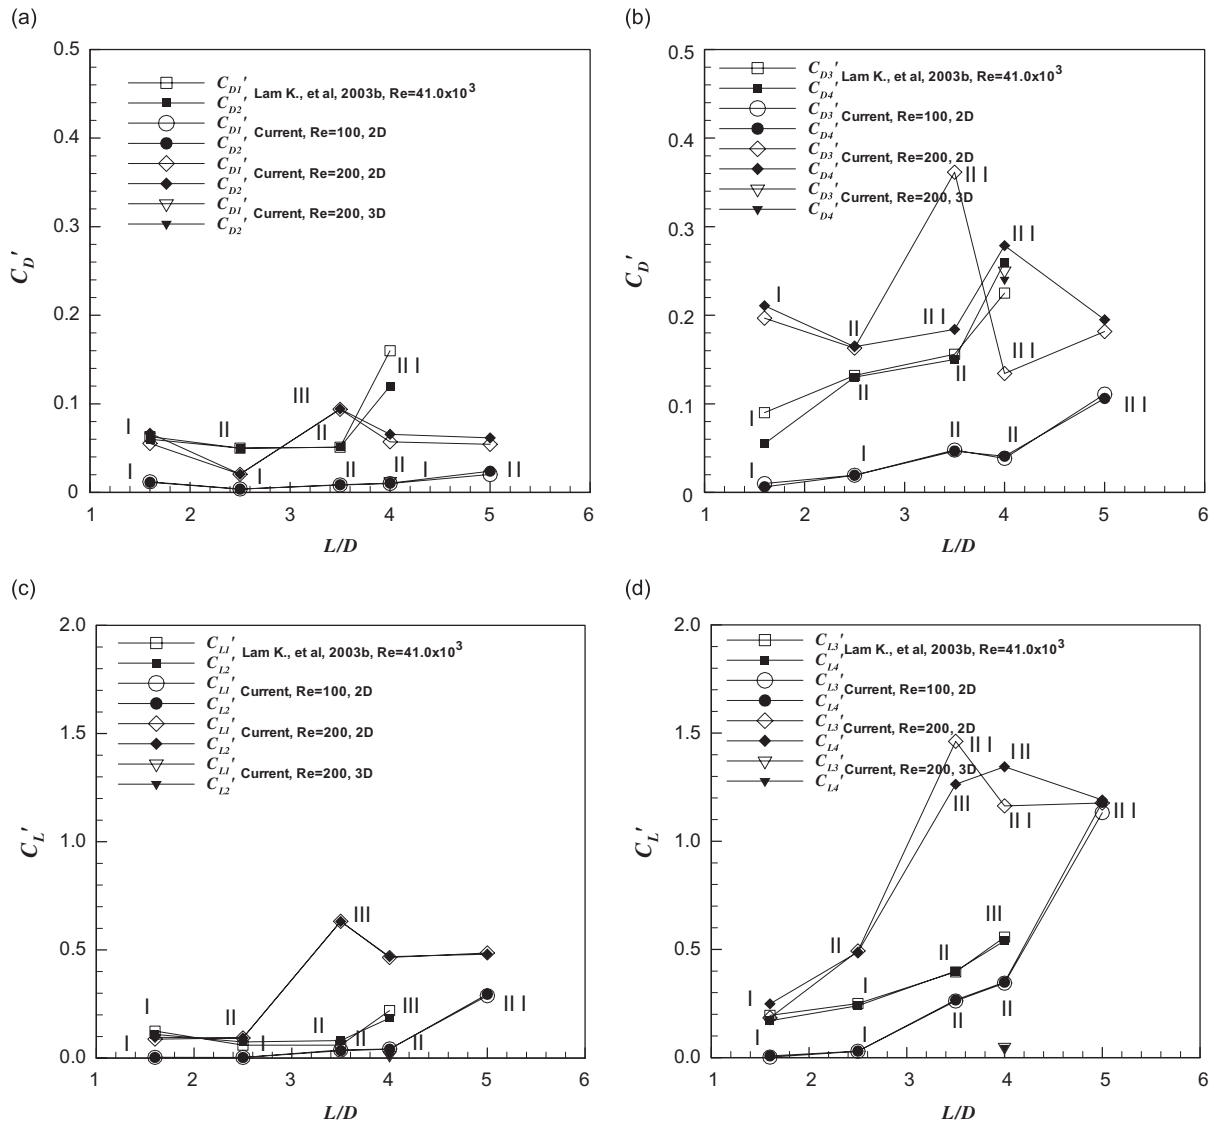 (a)
0.5
0.4
0.3
0.2
0.1
0
C_D'
C_D1'
C_D2'
Lam K., et al, 2003b, Re=41.0x10^3
C_D1'
C_D2'
Current, Re=100, 2D
C_D1'
C_D2'
Current, Re=200, 2D
C_D1'
C_D2'
Current, Re=200, 3D
I
II
III
II
II I
I
I
II
II
I
I I
1
2
3
4
5
6
L/D
(b)
0.5
0.4
0.3
0.2
0.1
0
C_D'
C_D3'
C_D4'
Lam K., et al, 2003b, Re=41.0x10^3
C_D3'
C_D4'
Current, Re=100, 2D
C_D3'
C_D4'
Current, Re=200, 2D
C_D3'
C_D4'
Current, Re=200, 3D
II I
II I
I
II
II I
II I
II
II
I
II I
I
I
II
II
1
2
3
4
5
6
L/D
(c)
2.0
1.5
1.0
0.5
0.0
C_L'
C_L1'
C_L2'
Lam K., et al, 2003b, Re=41.0x10^3
C_L1'
C_L2'
Current, Re=100, 2D
C_L1'
C_L2'
Current, Re=200, 2D
C_L1'
C_L2'
Current, Re=200, 3D
III
I
II
II
III
II I
I
I
II
II
1
2
3
4
5
6
L/D
(d)
2.0
1.5
1.0
0.5
0.0
C_L'
C_L3'
C_L4'
Lam K., et al, 2003b, Re=41.0x10^3
C_L3'
C_L4'
Current, Re=100, 2D
C_L3'
C_L4'
Current, Re=200, 2D
C_L3'
C_L4'
Current, Re=200, 3D
II I
I II
III
II I
II I
II
II
III
I
I
I
I
II
II
1
2
3
4
5
6
L/D